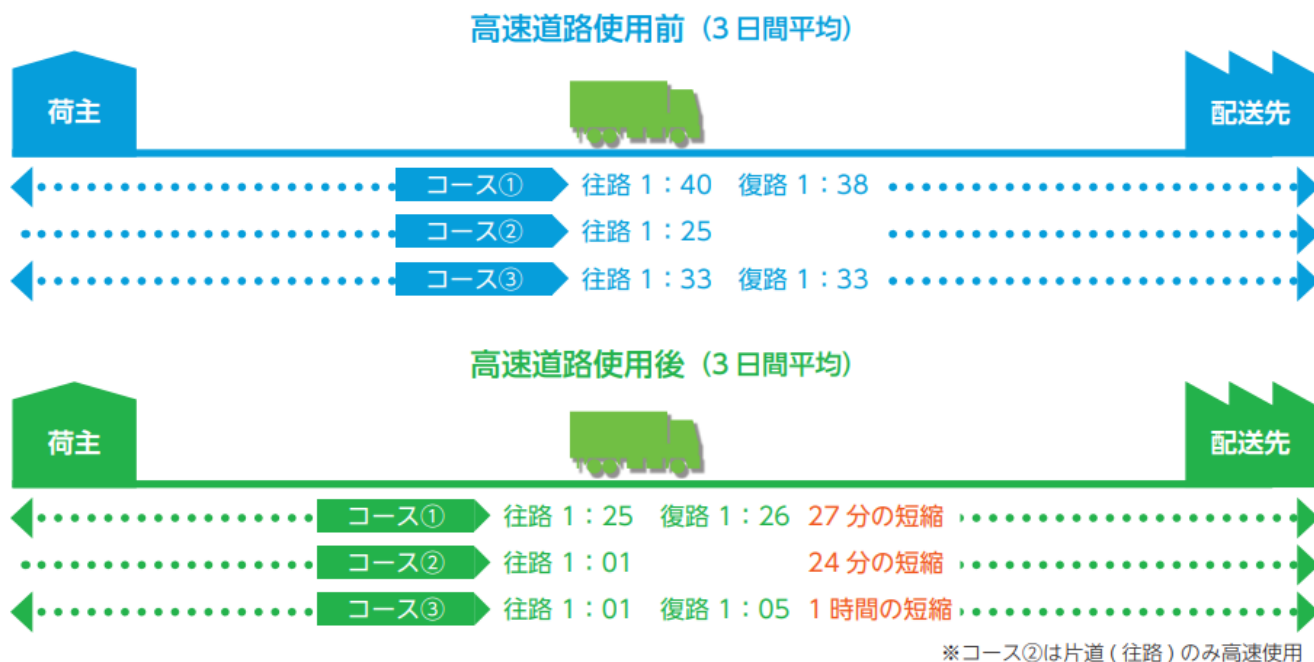 高速道路使用前（3日間平均）
荷主
配送先
コース① 往路 1：40 復路 1：38
コース② 往路 1：25
コース③ 往路 1：33 復路 1：33
高速道路使用後（3日間平均）
荷主
配送先
コース① 往路 1：25 復路 1：26 27分の短縮
コース② 往路 1：01 24分の短縮
コース③ 往路 1：01 復路 1：05 1時間の短縮
※コース②は片道(往路)のみ高速使用